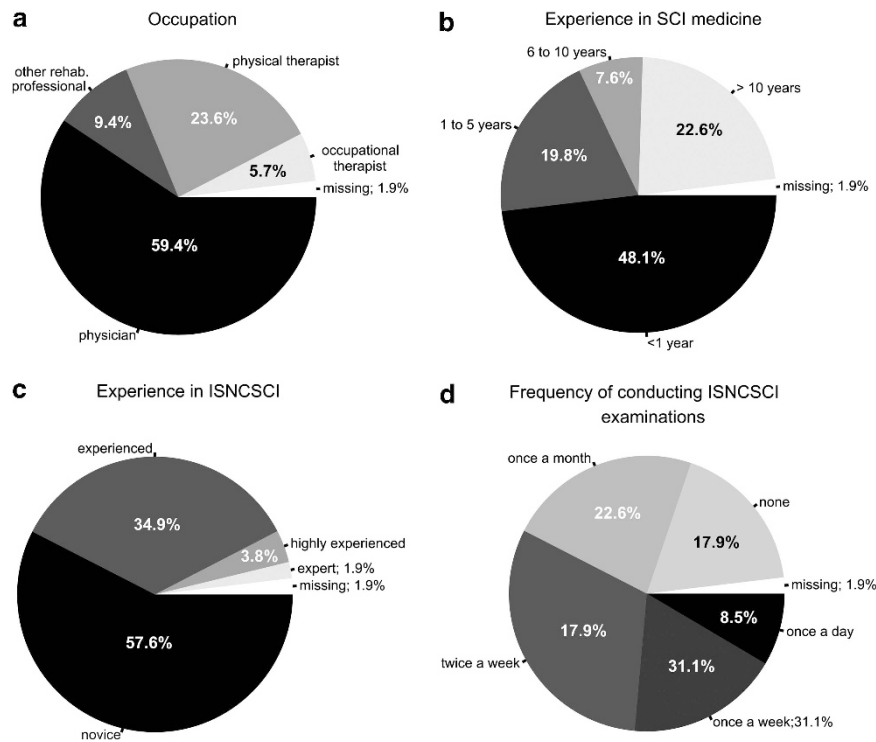 a
Occupation
physical therapist
other rehab.
professional
23.6%
9.4%
occupational
therapist
5.7%
missing; 1.9%
59.4%
physician
b
Experience in SCI medicine
6 to 10 years
7.6%
> 10 years
1 to 5 years
22.6%
19.8%
missing; 1.9%
48.1%
<1 year
c
Experience in ISNCSCI
experienced
34.9%
highly experienced
3.8%
expert; 1.9%
missing; 1.9%
57.6%
novice
d
Frequency of conducting ISNCSCI
examinations
once a month
none
22.6%
17.9%
missing; 1.9%
8.5%
17.9%
once a day
twice a week
31.1%
once a week;31.1%